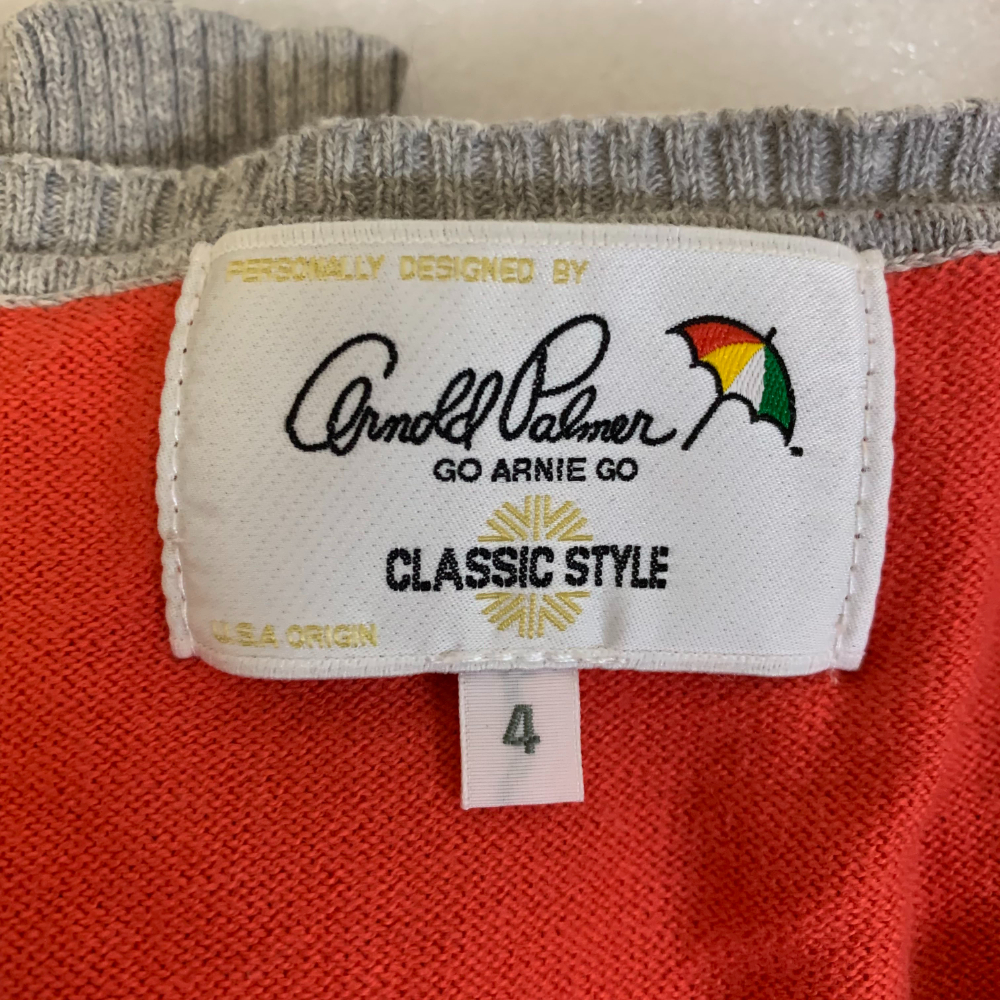 PERSONALLY DESIGNED BY
Arnold Palmer
GO ARNIE GO
CLASSIC STYLE
U.S.A ORIGIN
4